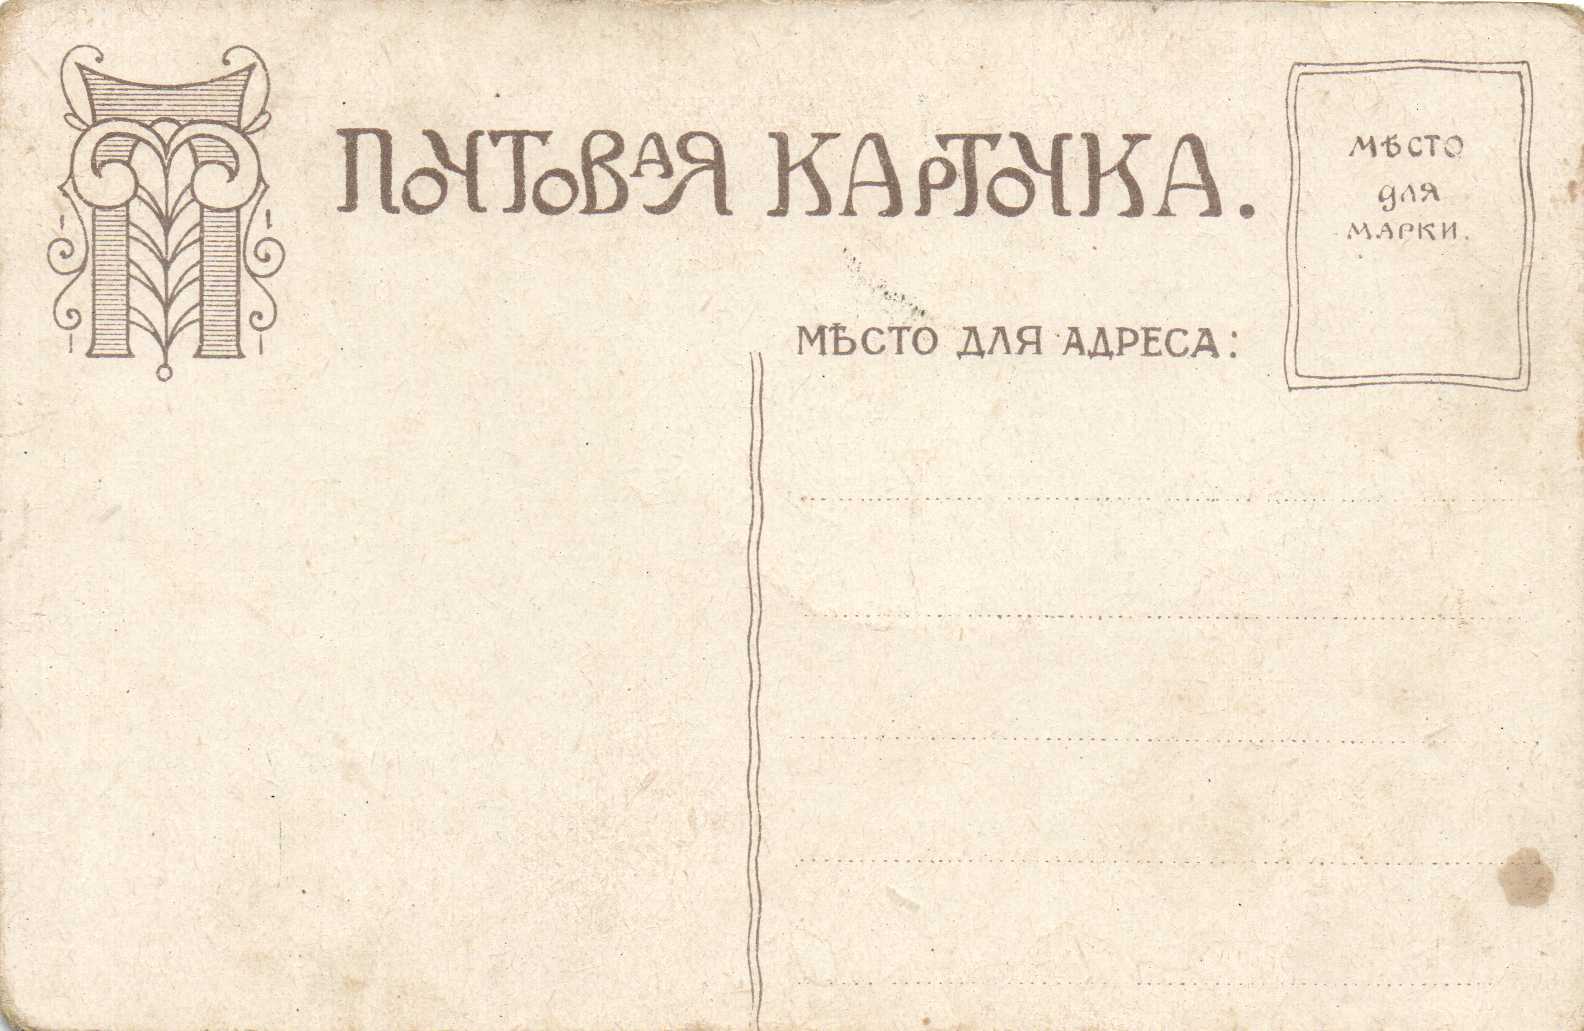 ПОЧТОВАЯ КАРТОЧКА.
МѢСТО
для
МАРКИ.
МѢСТО ДЛЯ АДРЕСА: